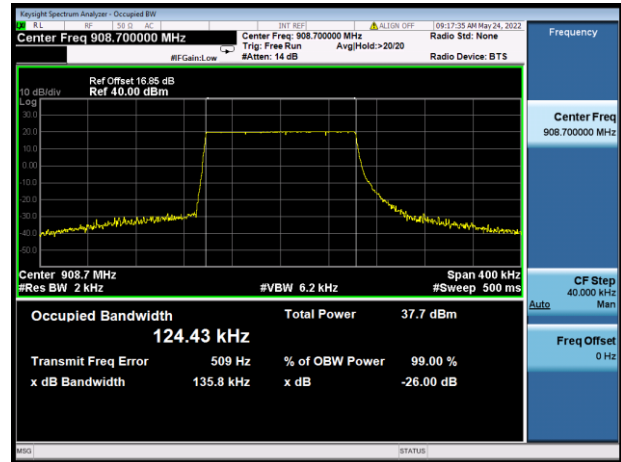 Keysight Spectrum Analyzer - Occupied BW
RL RF 50 Ω AC INT REF ALIGN OFF 09:17:35 AM May 24, 2022
Center Freq 908.700000 MHz Center Freq: 908.700000 MHz Radio Std: None Frequency
Trig: Free Run Avg|Hold:>20/20
#IFGain:Low #Atten: 14 dB Radio Device: BTS
Ref Offset 16.85 dB
10 dB/div Ref 40.00 dBm
Log
30.0
20.0
10.0
0.00
-10.0
-20.0
-30.0
-40.0
-50.0
Center 908.7 MHz Span 400 kHz
#Res BW 2 kHz #VBW 6.2 kHz #Sweep 500 ms
Occupied Bandwidth Total Power 37.7 dBm
124.43 kHz
Transmit Freq Error 509 Hz % of OBW Power 99.00 %
x dB Bandwidth 135.8 kHz x dB -26.00 dB
Center Freq
908.700000 MHz
CF Step
40.000 kHz
Auto Man
Freq Offset
0 Hz
MSG STATUS